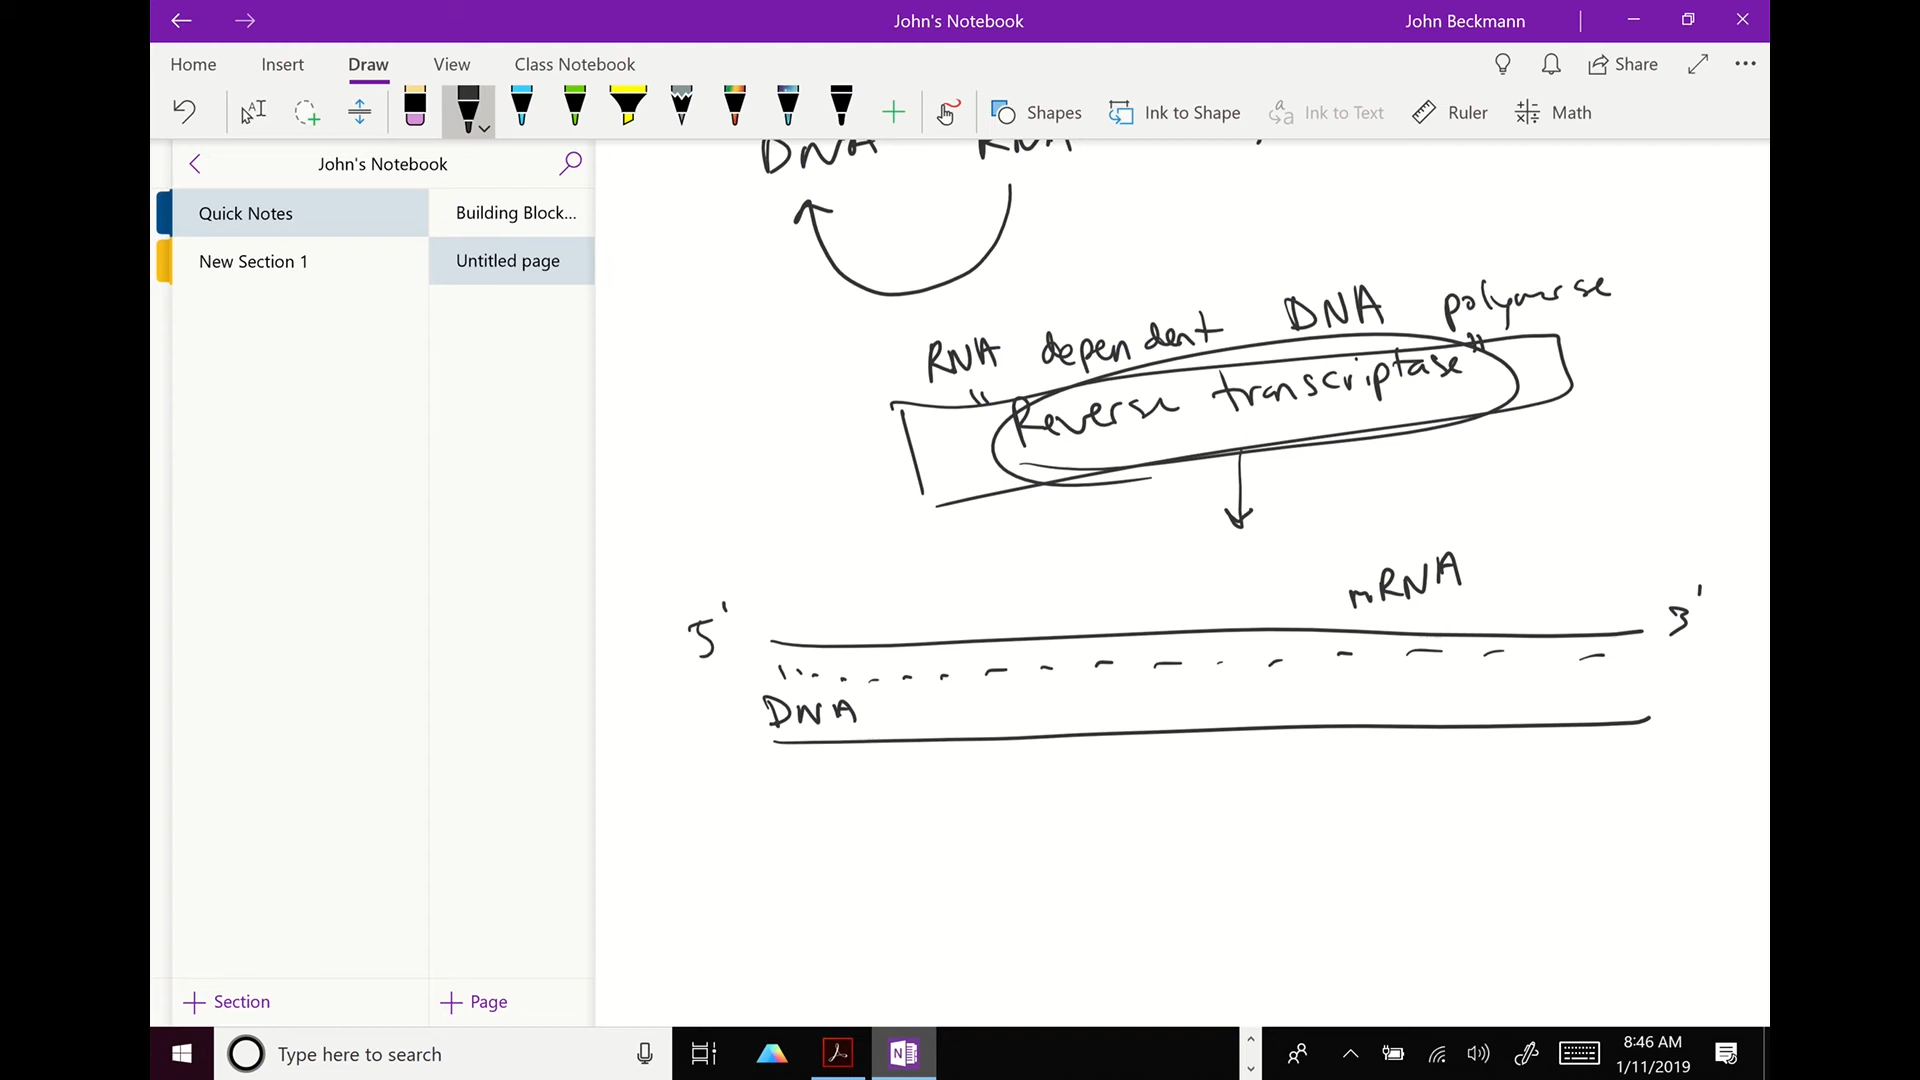 John's Notebook
John Beckmann
Home Insert Draw View Class Notebook
Share
Shapes Ink to Shape Ink to Text Ruler Math
John's Notebook
Quick Notes
New Section 1
Building Block...
Untitled page
DNA RNA
RNA dependent DNA polymerse
"Reverse transcriptase"
mRNA
5' 3'
DNA
Section
Page
Type here to search
8:46 AM
1/11/2019